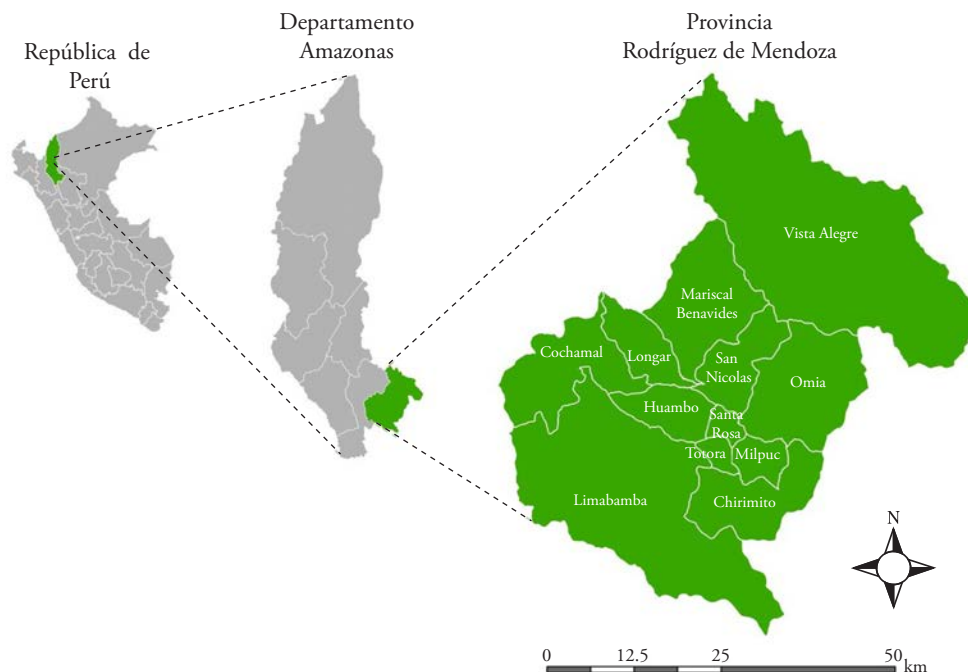 República de
Perú
Departamento
Amazonas
Provincia
Rodríguez de Mendoza
Vista Alegre
Mariscal
Benavides
Cochamal
Longar
San
Nicolas
Omia
Huambo
Santa
Rosa
Totora
Milpuc
Limabamba
Chirimito
N
0 12.5 25 50
km